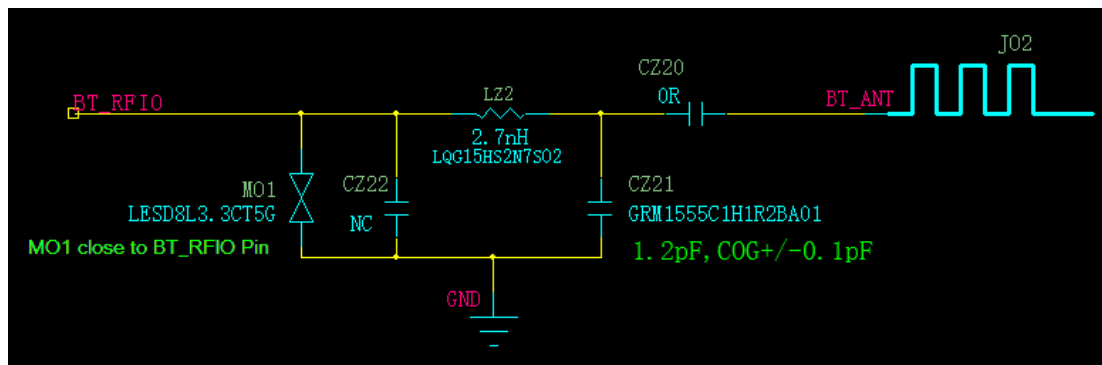 JO2
CZ20
BT_RFIO
LZ2
0R
BT_ANT
2.7nH
LQG15HS2N7S02
MO1
CZ22
CZ21
LESD8L3.3CT5G
GRM1555C1H1R2BA01
NC
MO1 close to BT_RFIO Pin
1.2pF,COG+/-0.1pF
GND